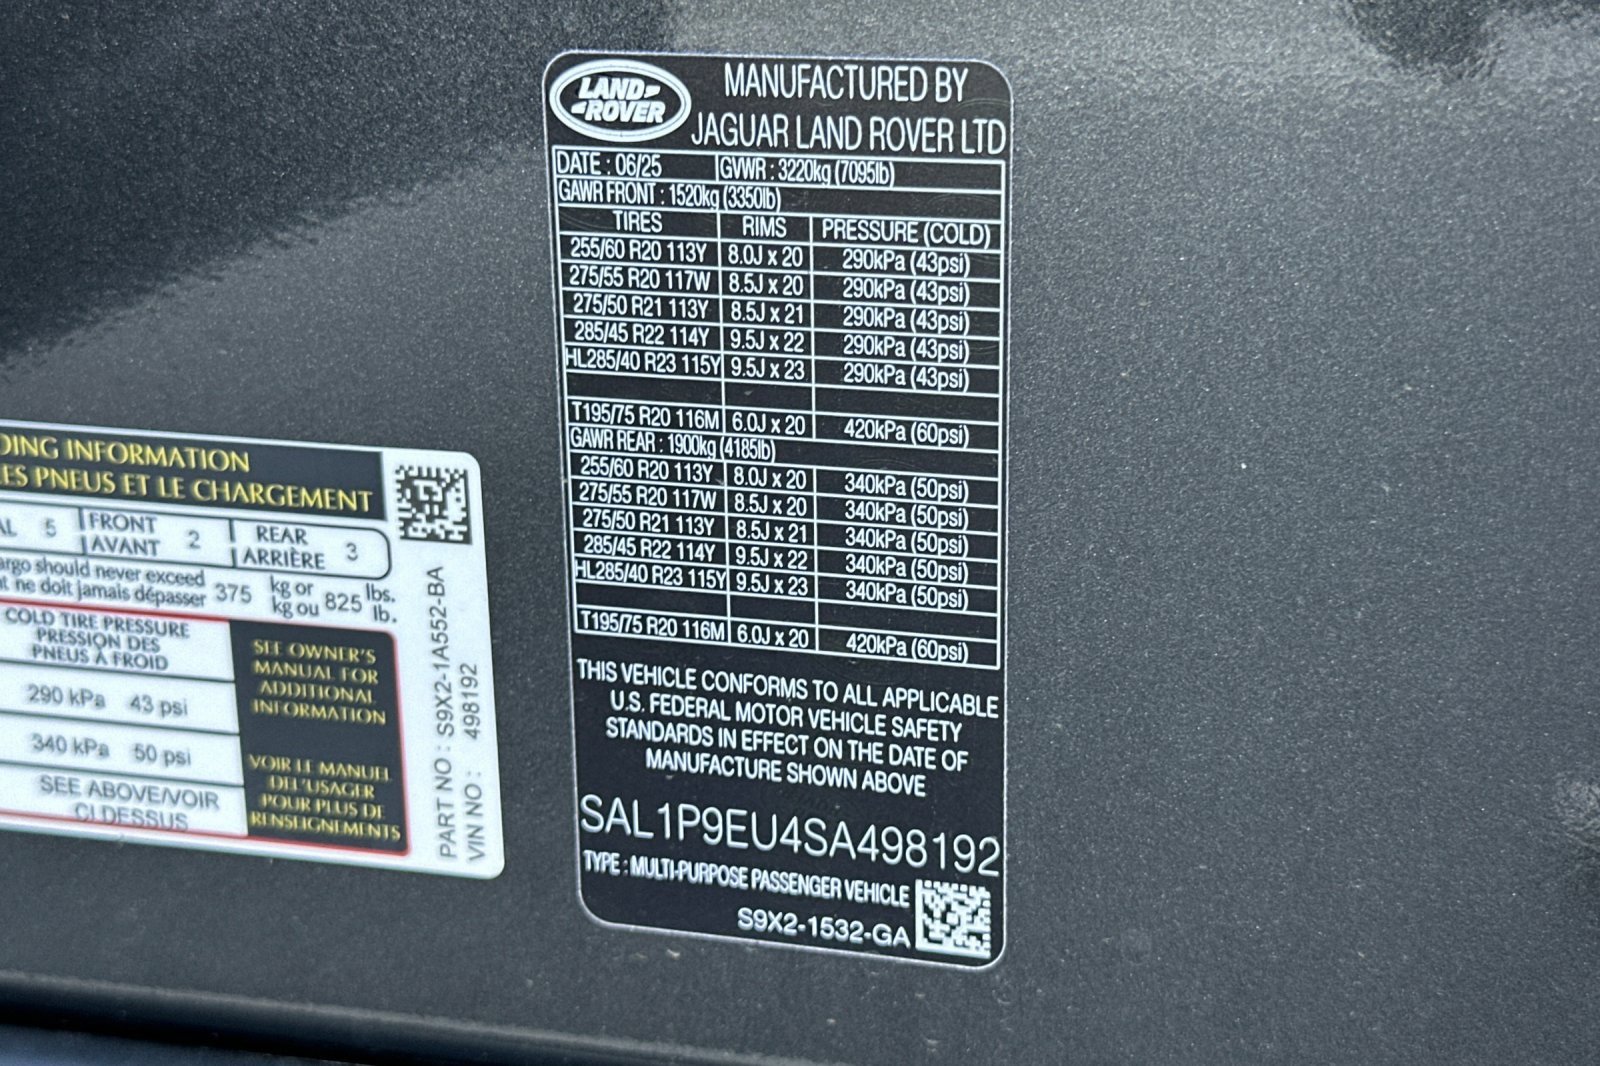 LAND
ROVER
MANUFACTURED BY
JAGUAR LAND ROVER LTD
DATE : 06/25 GVWR : 3220kg (7095lb)
GAWR FRONT : 1520kg (3350lb)
TIRES RIMS PRESSURE (COLD)
255/60 R20 113Y 8.0J x 20 290kPa (43psi)
275/55 R20 117W 8.5J x 20 290kPa (43psi)
275/50 R21 113Y 8.5J x 21 290kPa (43psi)
285/45 R22 114Y 9.5J x 22 290kPa (43psi)
HL285/40 R23 115Y 9.5J x 23 290kPa (43psi)
T195/75 R20 116M 6.0J x 20 420kPa (60psi)
GAWR REAR : 1900kg (4185lb)
255/60 R20 113Y 8.0J x 20 340kPa (50psi)
275/55 R20 117W 8.5J x 20 340kPa (50psi)
275/50 R21 113Y 8.5J x 21 340kPa (50psi)
285/45 R22 114Y 9.5J x 22 340kPa (50psi)
HL285/40 R23 115Y 9.5J x 23 340kPa (50psi)
T195/75 R20 116M 6.0J x 20 420kPa (60psi)
THIS VEHICLE CONFORMS TO ALL APPLICABLE
U.S. FEDERAL MOTOR VEHICLE SAFETY
STANDARDS IN EFFECT ON THE DATE OF
MANUFACTURE SHOWN ABOVE
SAL1P9EU4SA498192
TYPE : MULTI-PURPOSE PASSENGER VEHICLE
S9X2-1532-GA
DING INFORMATION
LES PNEUS ET LE CHARGEMENT
AL 5 FRONT 2 REAR 3
AVANT ARRIÈRE
argo should never exceed 375 kg or 825 lbs.
nt ne doit jamais dépasser kg ou lb.
COLD TIRE PRESSURE
PRESSION DES
PNEUS À FROID
290 kPa 43 psi
340 kPa 50 psi
SEE ABOVE/VOIR
CI DESSUS
SEE OWNER'S
MANUAL FOR
ADDITIONAL
INFORMATION
VOIR LE MANUEL
DE L'USAGER
POUR PLUS DE
RENSEIGNEMENTS
PART NO : S9X2-1A552-BA
VIN NO : 498192